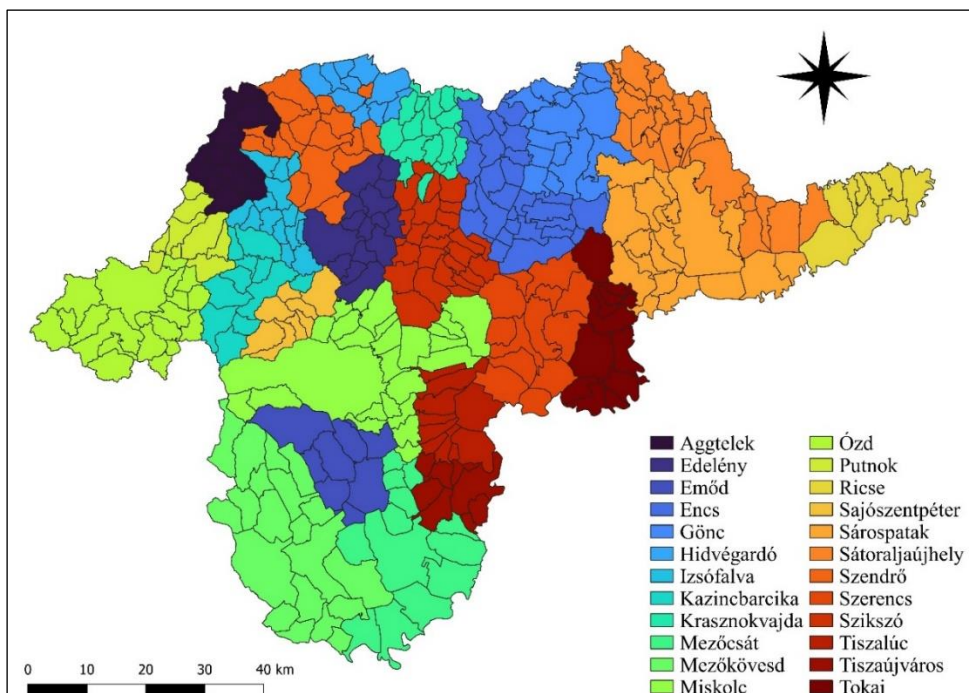 Aggtelek
Edelény
Emőd
Encs
Gönc
Hidvégardó
Izsófalva
Kazincbarcika
Krasznokvajda
Mezőcsát
Mezőkövesd
Miskolc
Ózd
Putnok
Ricse
Sajószentpéter
Sárospatak
Sátoraljaújhely
Szendrő
Szerencs
Szikszó
Tiszalúc
Tiszaújváros
Tokaj
0 10 20 30 40 km